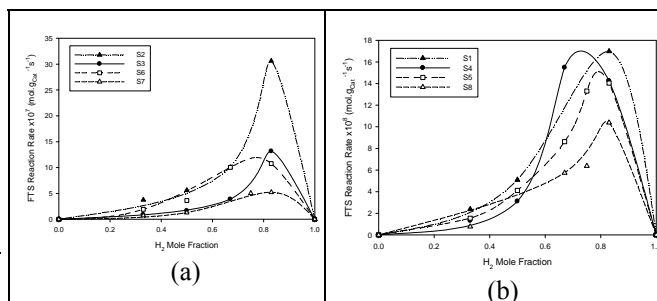 S2
S3
S6
S7
FTS Reaction Rate x10⁷ (mol.g_Cat⁻¹s⁻¹)
35
30
25
20
15
10
5
0
0.0 0.2 0.4 0.6 0.8 1.0
H₂ Mole Fraction
(a)
S1
S4
S5
S8
FTS Reaction Rate x10⁸ (mol.g_Cat⁻¹s⁻¹)
18
16
14
12
10
8
6
4
2
0
0.0 0.2 0.4 0.6 0.8 1.0
H₂ Mole Fraction
(b)